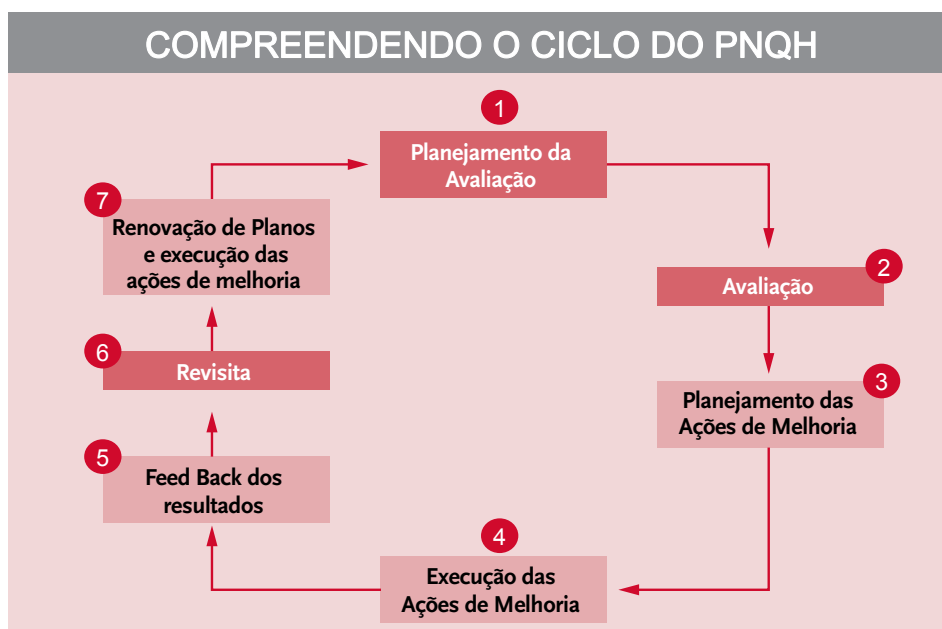 COMPREENDENDO O CICLO DO PNQH
1
Planejamento da
Avaliação
2
Avaliação
3
Planejamento das
Ações de Melhoria
4
Execução das
Ações de Melhoria
5
Feed Back dos
resultados
6
Revisita
7
Renovação de Planos
e execução das
ações de melhoria